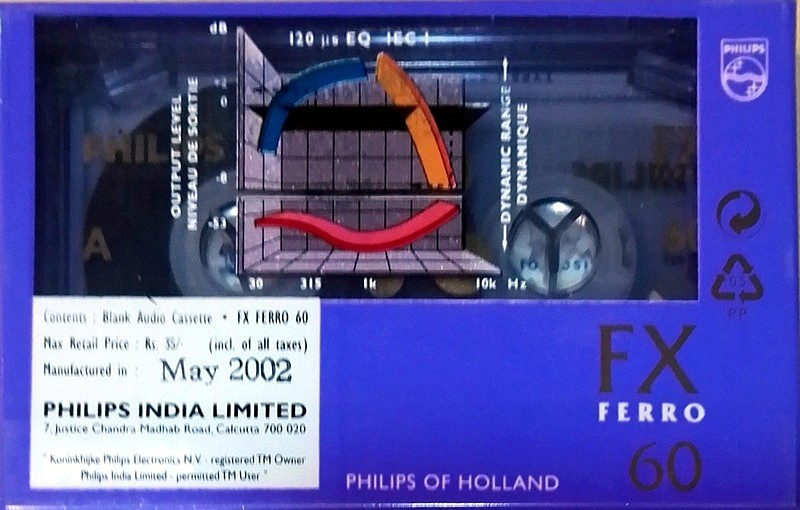 dB
120 µs EQ IEC I
PHILIPS
OUTPUT LEVEL
NIVEAU DE SORTIE
0
-8
DYNAMIC RANGE
DYNAMIQUE
PHILIPS
A
30 315 1k 10k Hz
05
PP
Contents : Blank Audio Cassette • FX FERRO 60
Max Retail Price : Rs. 35/- (incl. of all taxes)
Manufactured in : May 2002
PHILIPS INDIA LIMITED
7, Justice Chandra Madhab Road, Calcutta 700 020
" Koninkhijke Philips Electronics N.V. - registered TM Owner
Philips India Limited - permitted TM User "
FX
FERRO
60
PHILIPS OF HOLLAND